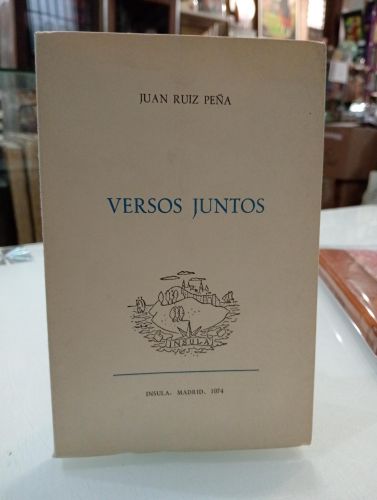 JUAN RUIZ PEÑA
VERSOS JUNTOS
INSULA
INSULA. MADRID, 1974